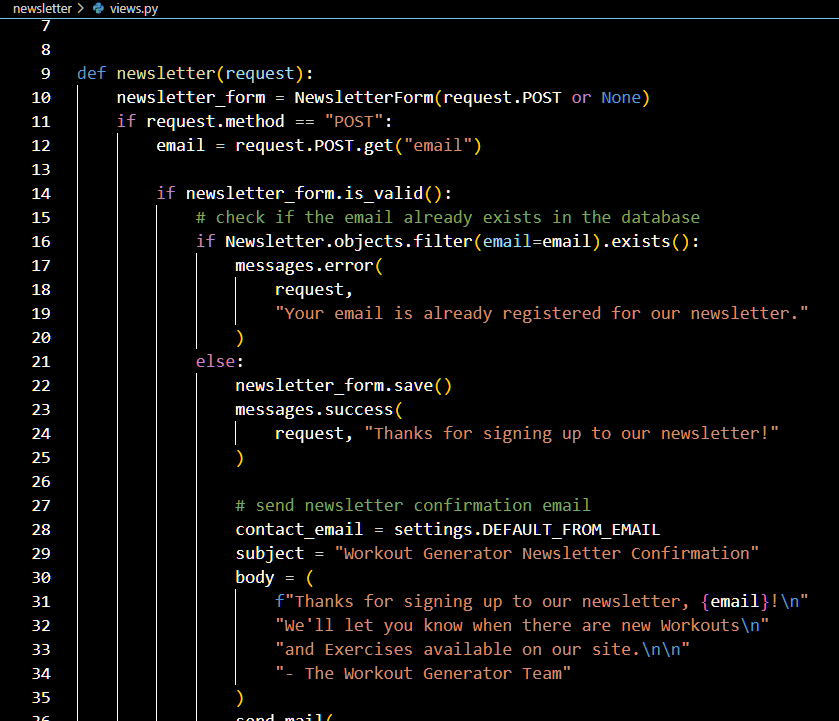 newsletter > views.py
7
8
9 def newsletter(request):
10 newsletter_form = NewsletterForm(request.POST or None)
11 if request.method == "POST":
12 email = request.POST.get("email")
13
14 if newsletter_form.is_valid():
15 # check if the email already exists in the database
16 if Newsletter.objects.filter(email=email).exists():
17 messages.error(
18 request,
19 "Your email is already registered for our newsletter."
20 )
21 else:
22 newsletter_form.save()
23 messages.success(
24 request, "Thanks for signing up to our newsletter!"
25 )
26
27 # send newsletter confirmation email
28 contact_email = settings.DEFAULT_FROM_EMAIL
29 subject = "Workout Generator Newsletter Confirmation"
30 body = (
31 f"Thanks for signing up to our newsletter, {email}!\n"
32 "We'll let you know when there are new Workouts\n"
33 "and Exercises available on our site.\n\n"
34 "- The Workout Generator Team"
35 )
36 send_mail(